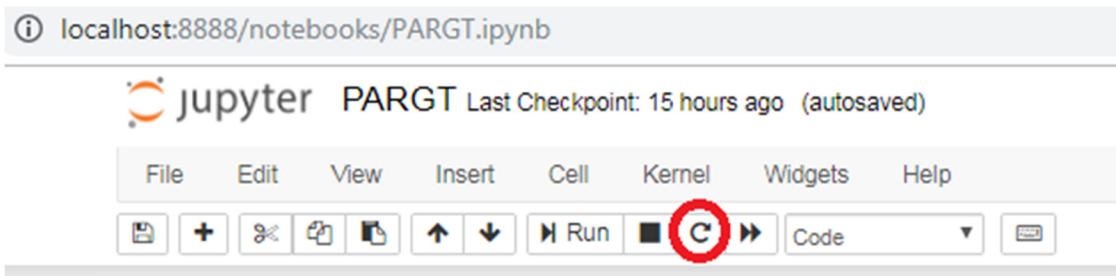 localhost:8888/notebooks/PARGT.ipynb
jupyter PARGT Last Checkpoint: 15 hours ago (autosaved)
File Edit View Insert Cell Kernel Widgets Help
Run Code